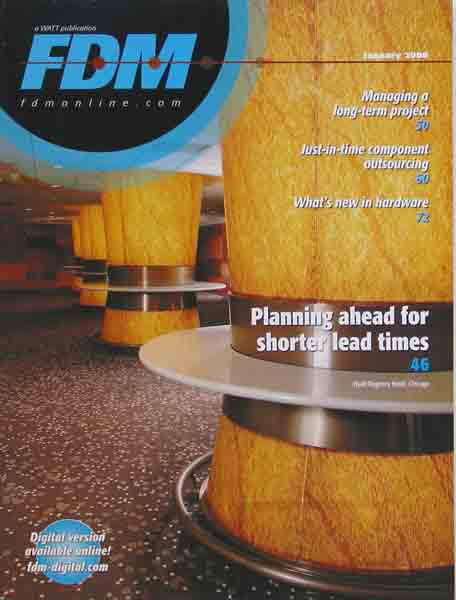 a WATT publication
FDM
fdmonline.com
January
Managing a
long-term project
50
Just-in-time component
outsourcing
60
What's new in hardware
72
Planning ahead for
shorter lead times
46
Hyatt Regency Hotel, Chicago
Digital version
available online!
fdm-digital.com